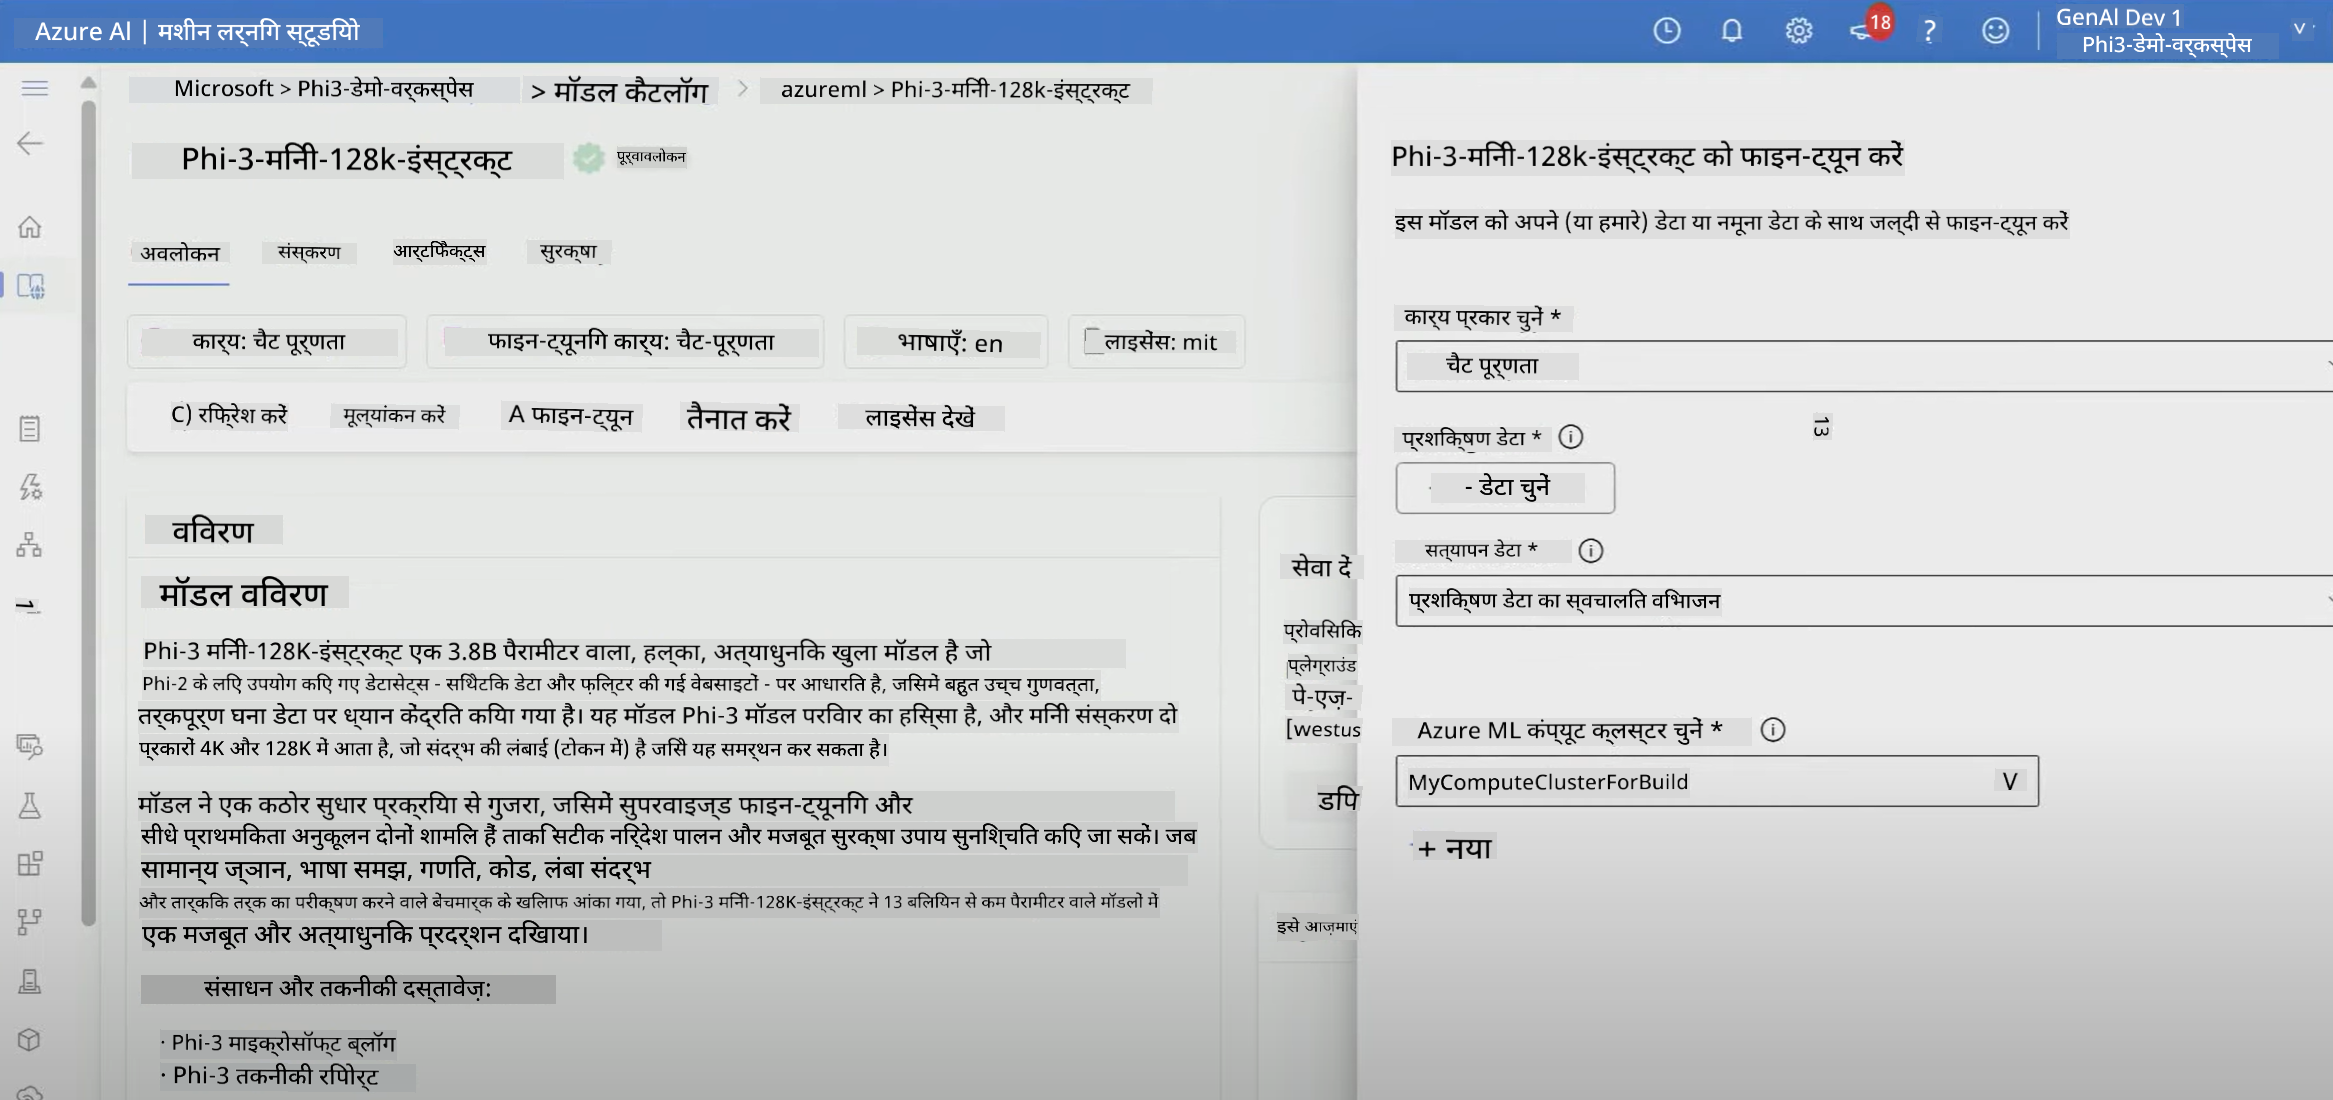 Azure AI | मशीन लर्निंग स्टूडियो
18
?
GenAI Dev 1
Phi3-डेमो-वर्कस्पेस
V
Microsoft > Phi3-डेमो-वर्कस्पेस > मॉडल कैटलॉग > azureml > Phi-3-मिनी-128k-इंस्ट्रक्ट
Phi-3-मिनी-128k-इंस्ट्रक्ट
पूर्वावलोकन
अवलोकन संस्करण आर्टिफैक्ट्स सुरक्षा
कार्य: चैट पूर्णता
फाइन-ट्यूनिंग कार्य: चैट-पूर्णता
भाषाएँ: en
लाइसेंस: mit
C) रिफ्रेश करें मूल्यांकन करें A फाइन-ट्यून तैनात करें लाइसेंस देखें
विवरण
मॉडल विवरण
Phi-3 मिनी-128K-इंस्ट्रक्ट एक 3.8B पैरामीटर वाला, हल्का, अत्याधुनिक खुला मॉडल है जो
Phi-2 के लिए उपयोग किए गए डेटासेट्स - सिंथेटिक डेटा और फ़िल्टर की गई वेबसाइटों - पर आधारित है, जिसमें बहुत उच्च गुणवत्ता,
तर्कपूर्ण घना डेटा पर ध्यान केंद्रित किया गया है। यह मॉडल Phi-3 मॉडल परिवार का हिस्सा है, और मिनी संस्करण दो
प्रकारों 4K और 128K में आता है, जो संदर्भ की लंबाई (टोकन में) है जिसे यह समर्थन कर सकता है।
मॉडल ने एक कठोर सुधार प्रक्रिया से गुजरा, जिसमें सुपरवाइज्ड फाइन-ट्यूनिंग और
सीधे प्राथमिकता अनुकूलन दोनों शामिल हैं ताकि सटीक निर्देश पालन और मजबूत सुरक्षा उपाय सुनिश्चित किए जा सकें। जब
सामान्य ज्ञान, भाषा समझ, गणित, कोड, लंबा संदर्भ
और तार्किक तर्क का परीक्षण करने वाले बेंचमार्क के खिलाफ आंका गया, तो Phi-3 मिनी-128K-इंस्ट्रक्ट ने 13 बिलियन से कम पैरामीटर वाले मॉडलों में
एक मजबूत और अत्याधुनिक प्रदर्शन दिखाया।
संसाधन और तकनीकी दस्तावेज़:
· Phi-3 माइक्रोसॉफ्ट ब्लॉग
· Phi-3 तकनीकी रिपोर्ट
सेवा दें
प्रोविसिक
प्लेग्राउंड
पे-एज़-
[westus
डिप
इसे आज़माएं
Phi-3-मिनी-128k-इंस्ट्रक्ट को फाइन-ट्यून करें
इस मॉडल को अपने (या हमारे) डेटा या नमूना डेटा के साथ जल्दी से फाइन-ट्यून करें
कार्य प्रकार चुनें *
चैट पूर्णता
13
प्रशिक्षण डेटा *
- डेटा चुनें
सत्यापन डेटा *
प्रशिक्षण डेटा का स्वचालित विभाजन
Azure ML कंप्यूट क्लस्टर चुनें *
MyComputeClusterForBuild V
+ नया